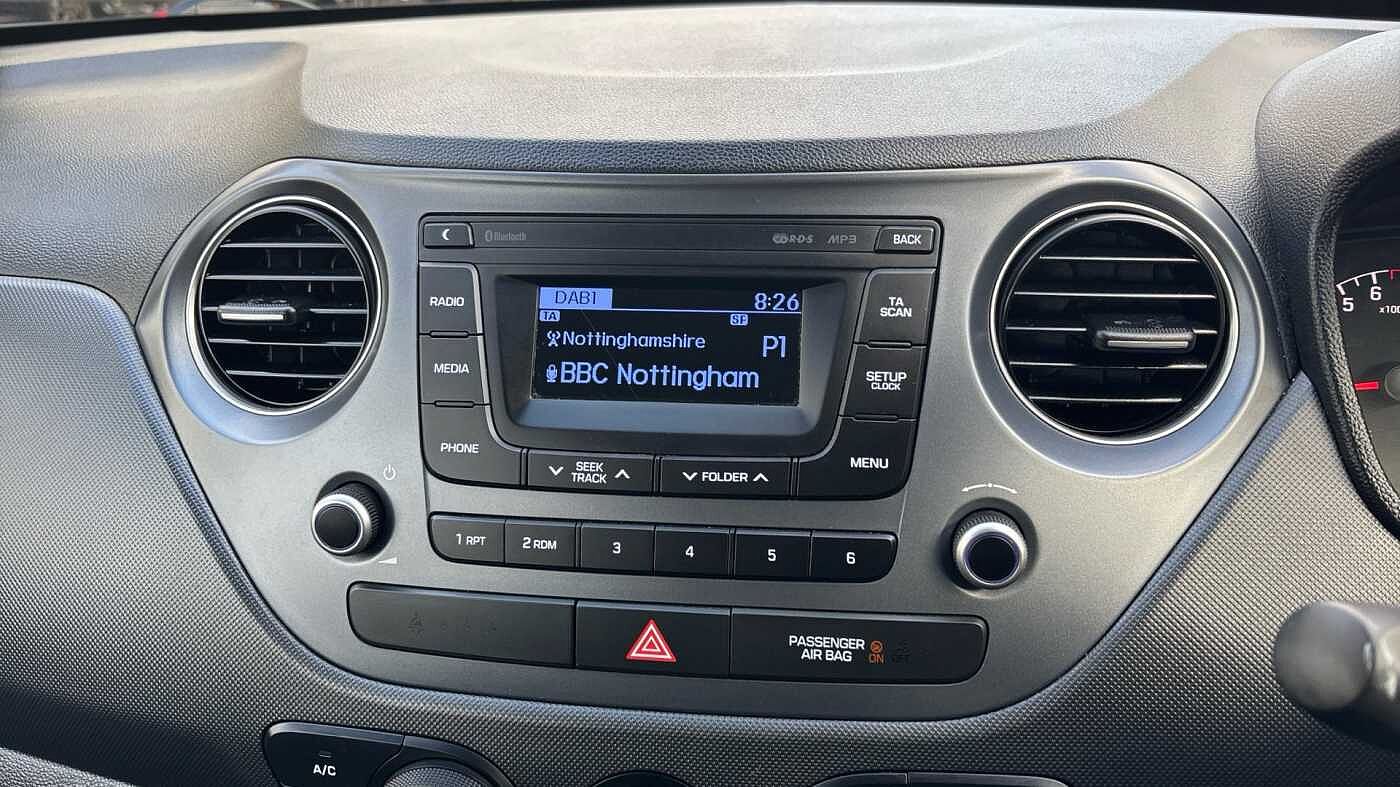 Bluetooth
R·D·S MP3
BACK
RADIO
MEDIA
PHONE
DAB1 8:26
TA SF
Nottinghamshire P1
BBC Nottingham
TA
SCAN
SETUP
CLOCK
MENU
SEEK
TRACK
FOLDER
1 RPT 2 RDM 3 4 5 6
PASSENGER
AIR BAG ON OFF
A/C
5 6